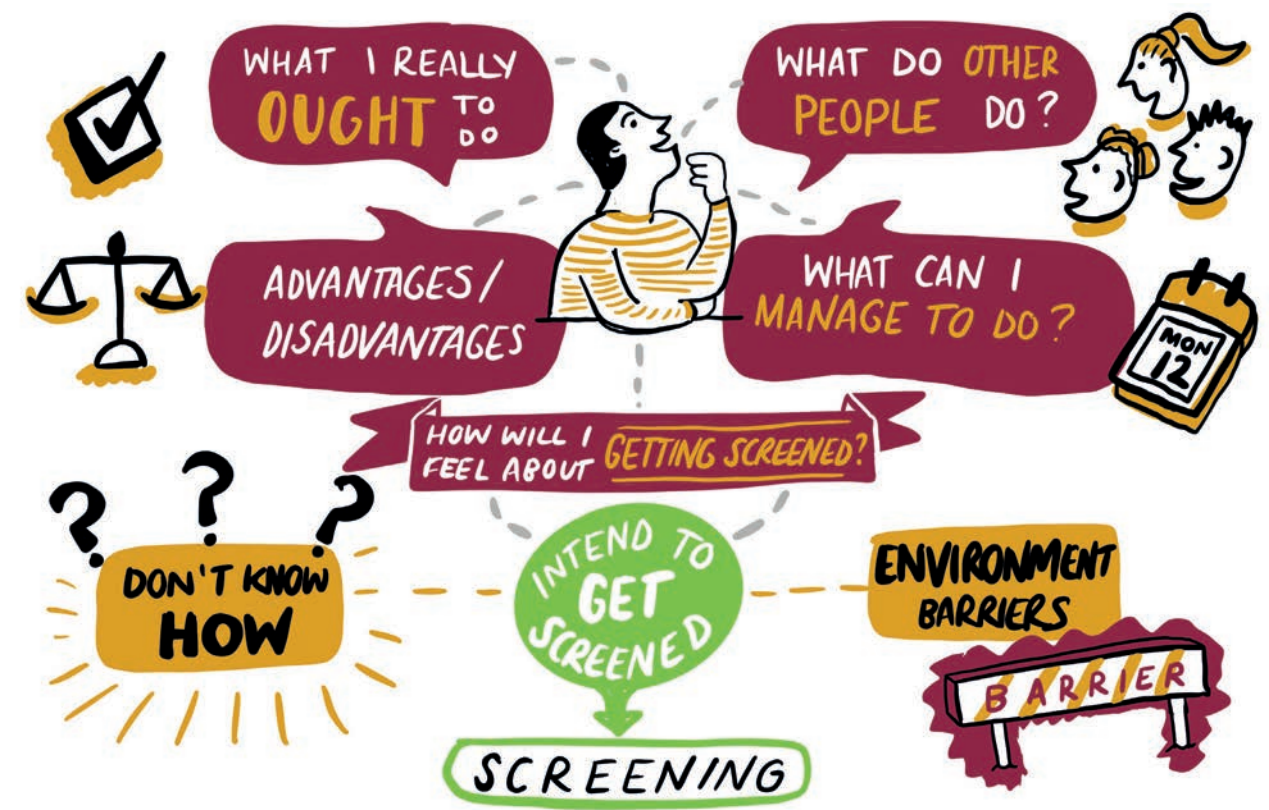 WHAT I REALLY
OUGHT TO DO
WHAT DO OTHER
PEOPLE DO?
ADVANTAGES/
DISADVANTAGES
WHAT CAN I
MANAGE TO DO?
MON
12
HOW WILL I
FEEL ABOUT GETTING SCREENED?
? ? ?
DON'T KNOW
HOW
INTEND TO
GET
SCREENED
ENVIRONMENT
BARRIERS
BARRIER
SCREENING